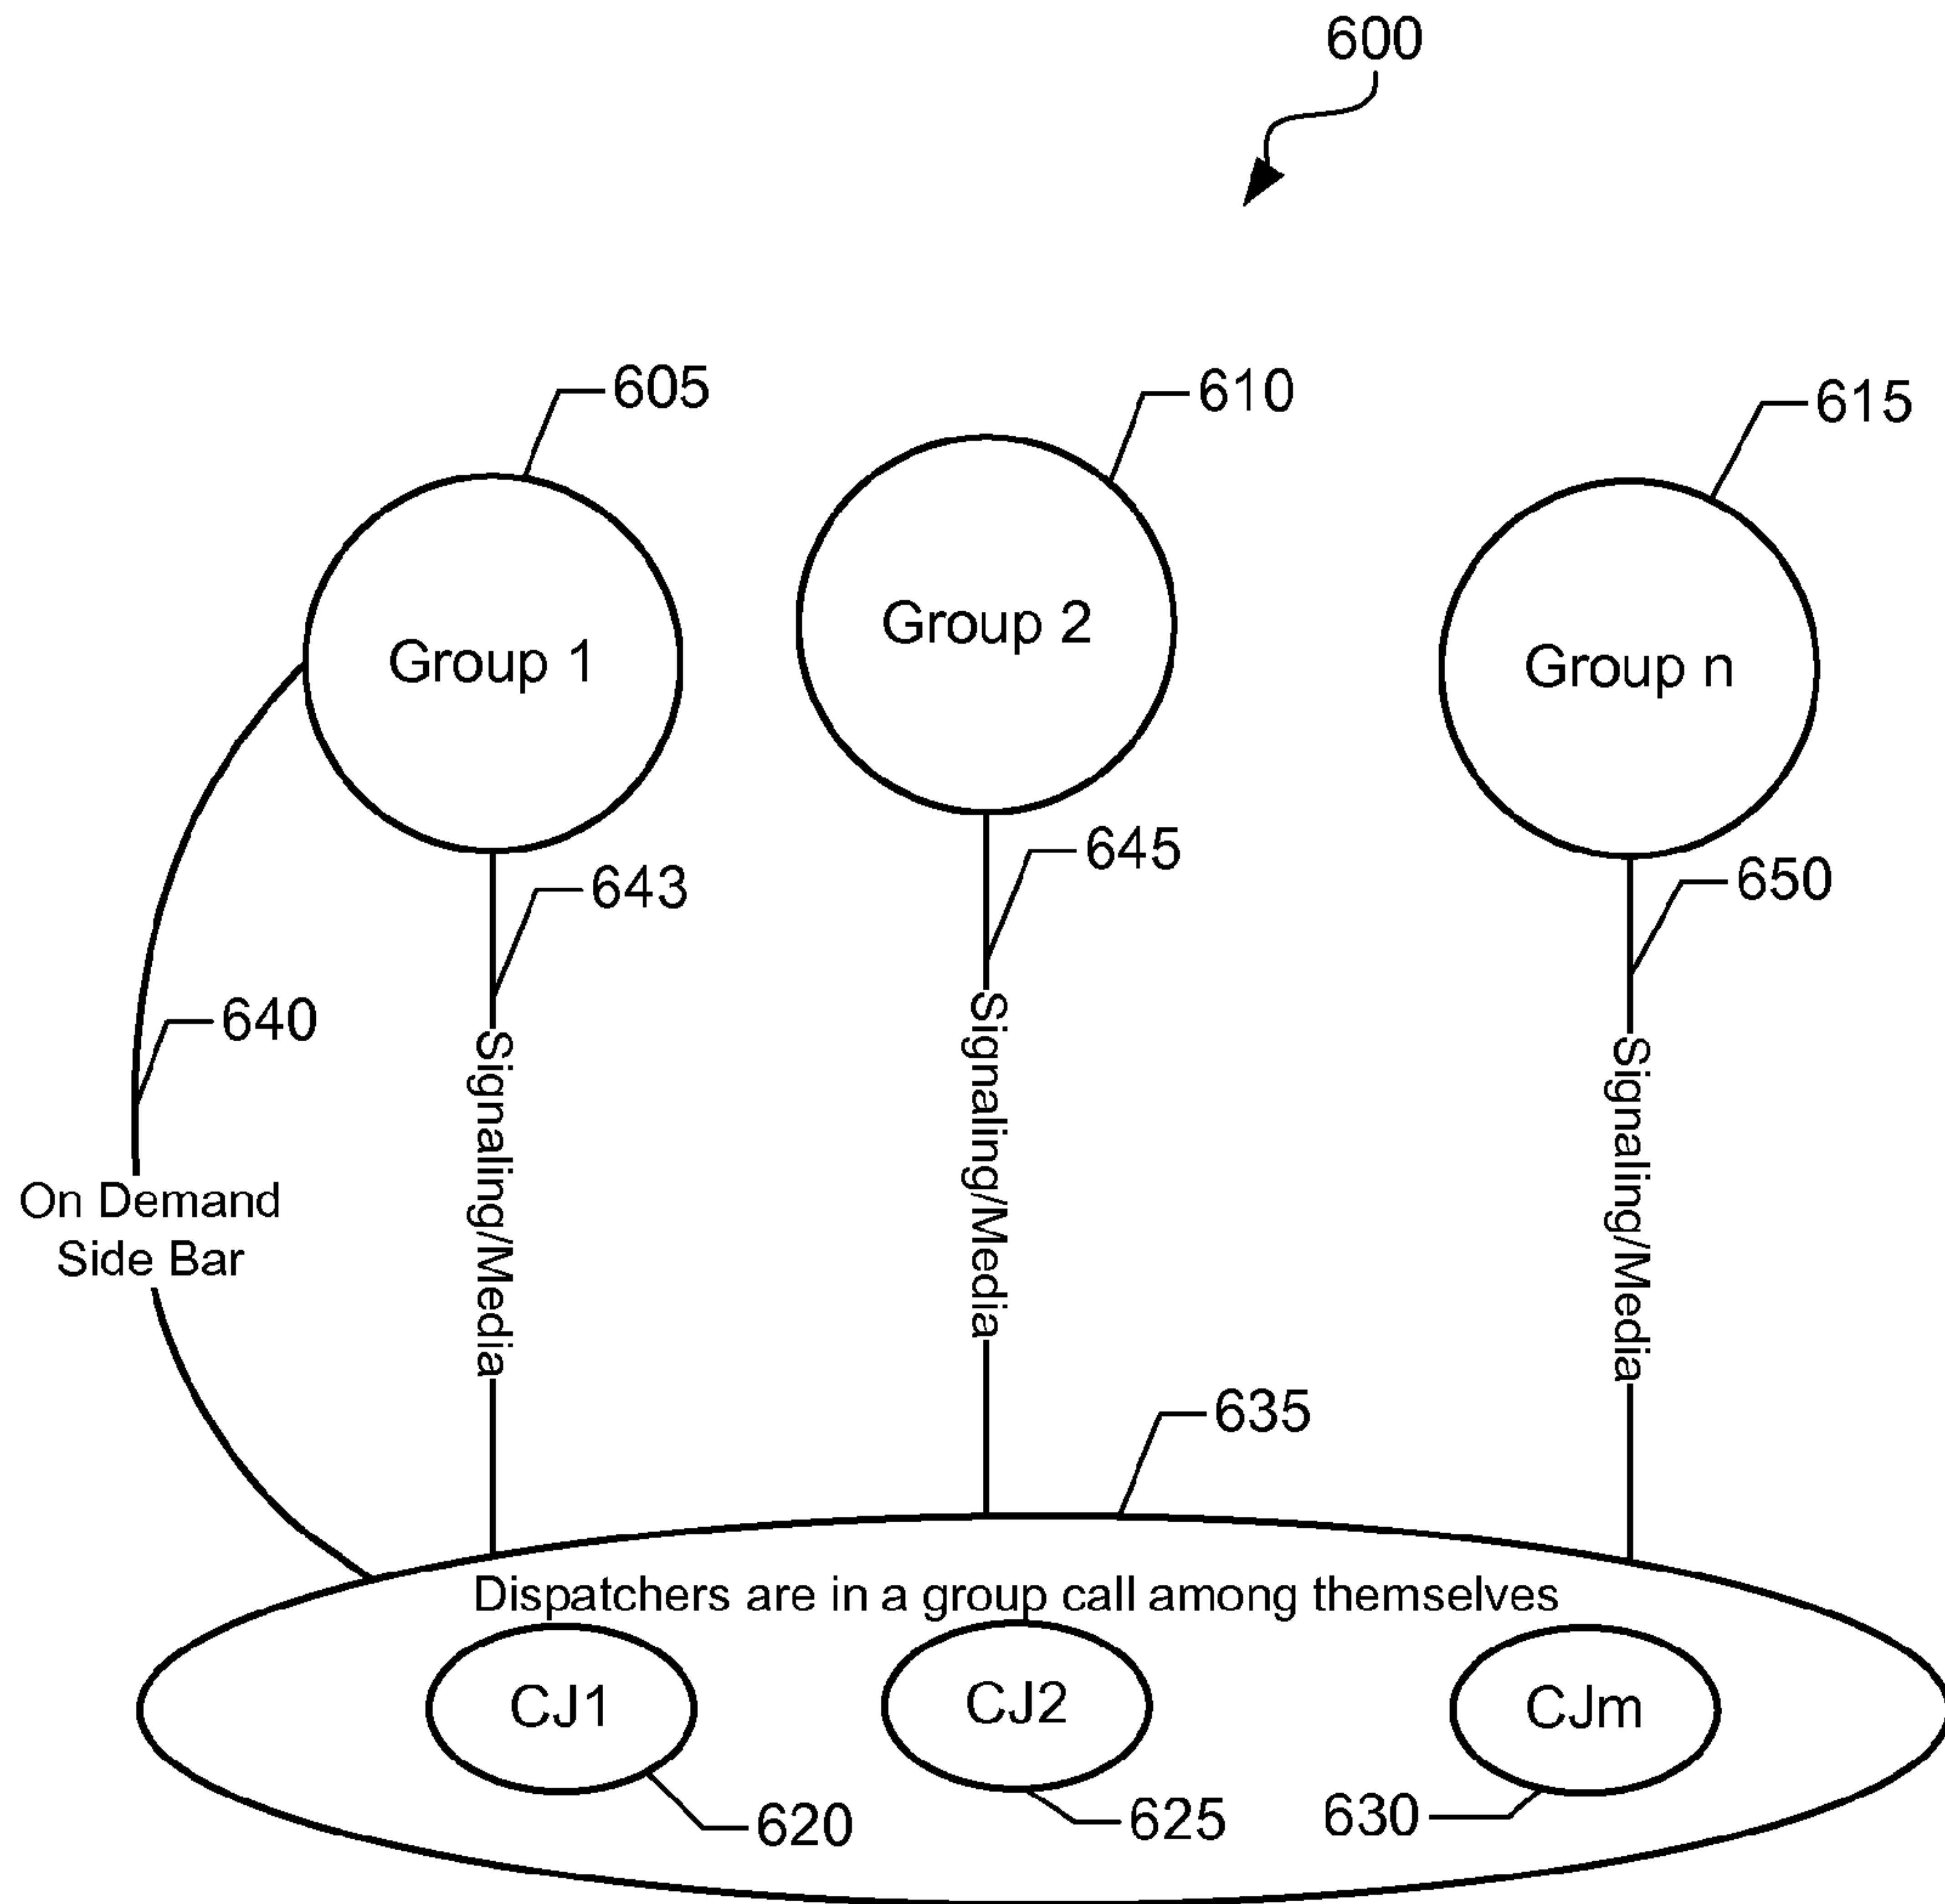 600
605
610
615
Group 1
Group 2
Group n
643
645
650
640
Signaling/Media
Signaling/Media
Signaling/Media
On Demand
Side Bar
635
Dispatchers are in a group call among themselves
CJ1
CJ2
CJm
620
625
630